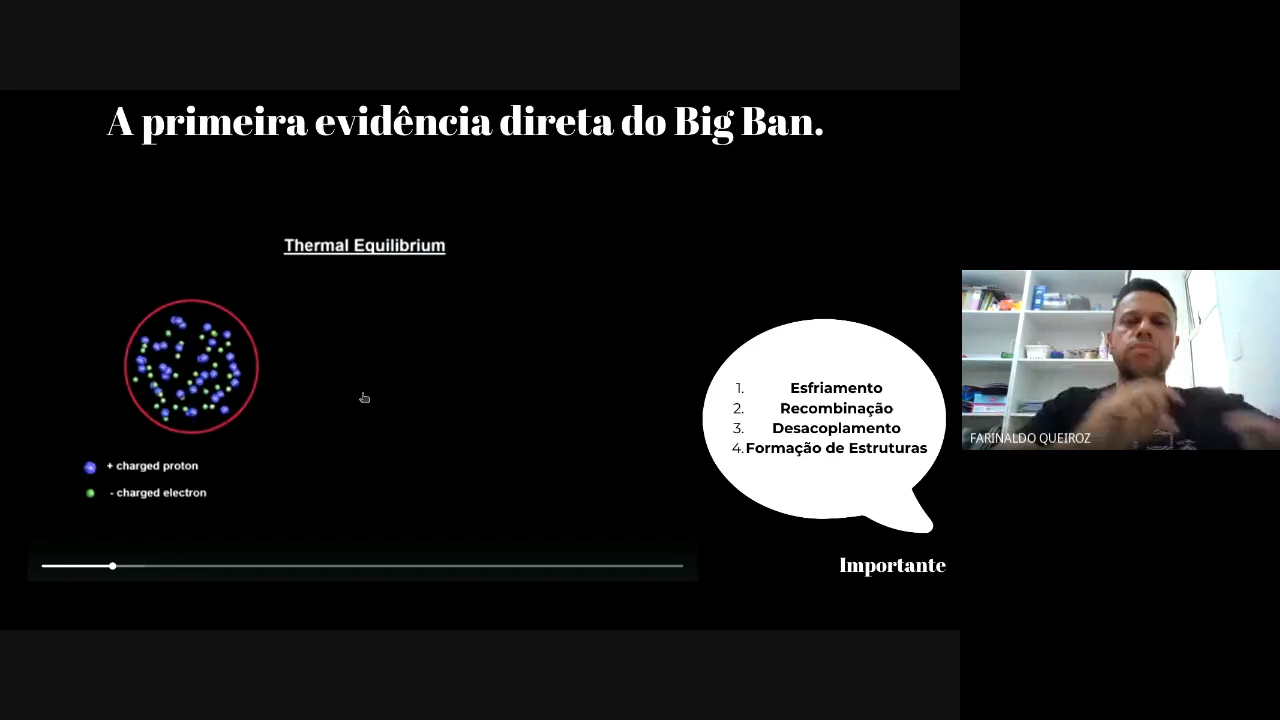 A primeira evidência direta do Big Ban.
Thermal Equilibrium
+ charged proton
- charged electron
1. Esfriamento
2. Recombinação
3. Desacoplamento
4. Formação de Estruturas
Importante
FARINALDO QUEIROZ